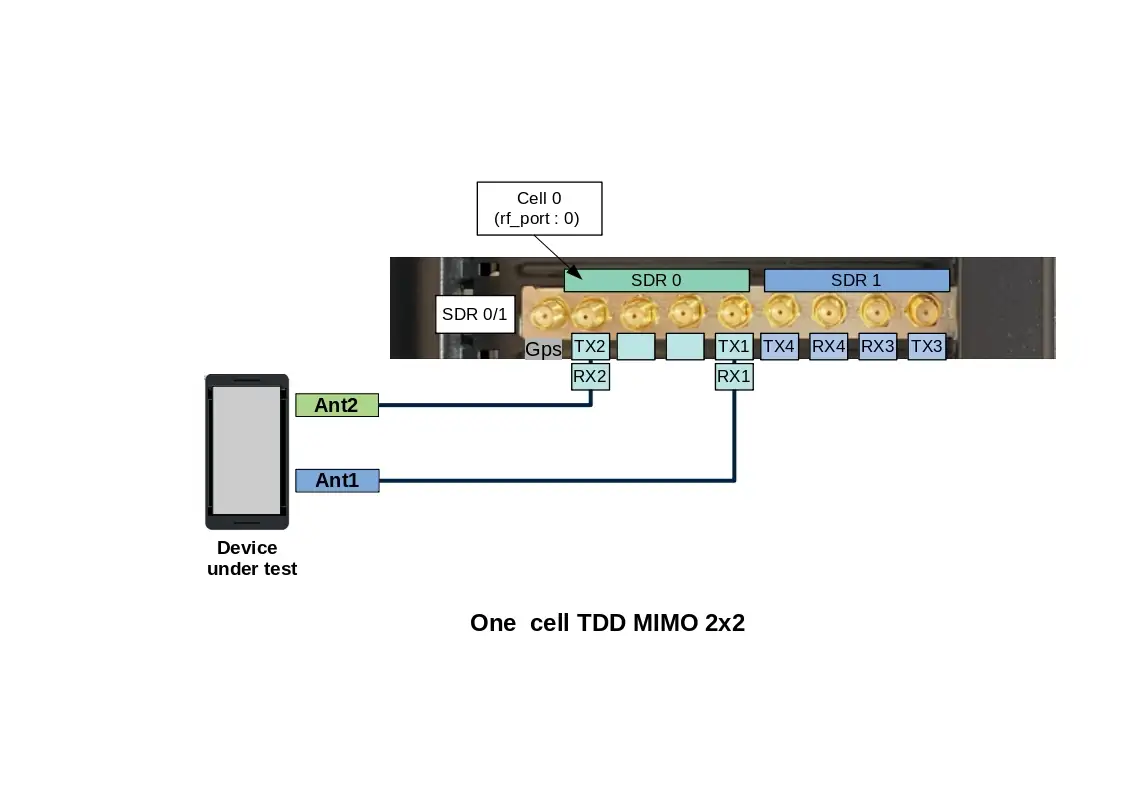 Cell 0
(rf_port : 0)
SDR 0
SDR 1
SDR 0/1
Gps
TX2
TX1
TX4
RX4
RX3
TX3
RX2
RX1
Ant2
Ant1
Device
under test
One cell TDD MIMO 2x2